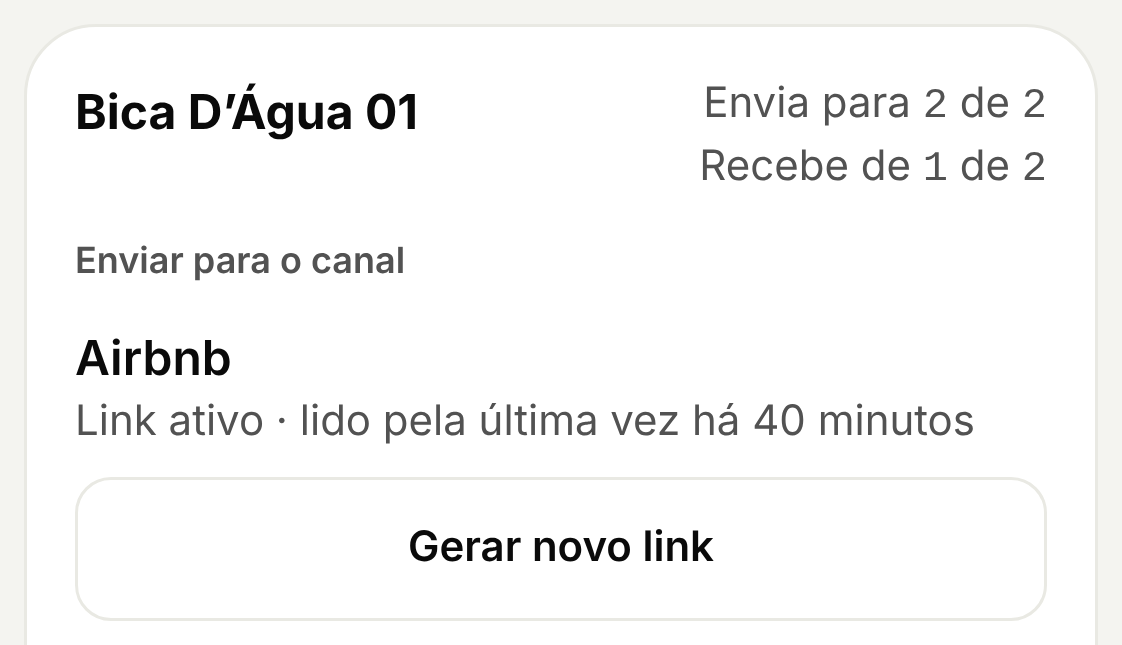 Bica D’Água 01
Envia para 2 de 2
Recebe de 1 de 2
Enviar para o canal
Airbnb
Link ativo · lido pela última vez há 40 minutos
Gerar novo link